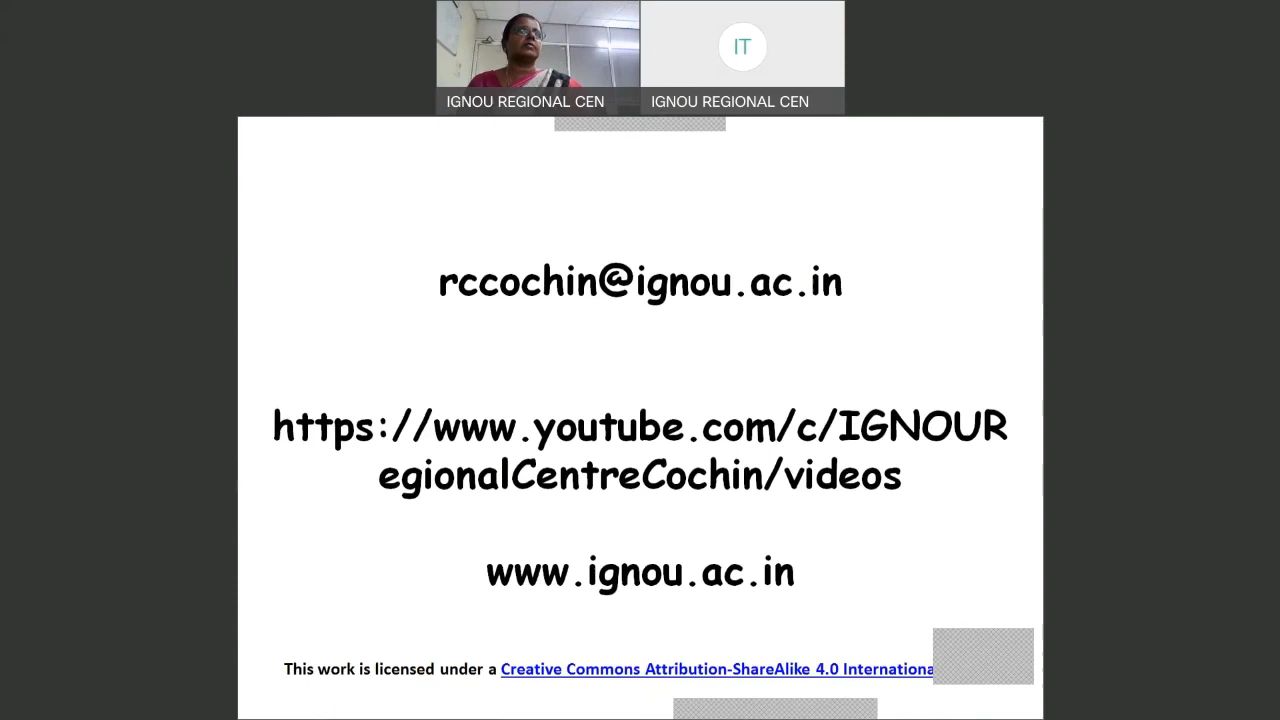 IT
IGNOU REGIONAL CEN
IGNOU REGIONAL CEN
rccochin@ignou.ac.in
https://www.youtube.com/c/IGNOUR
egionalCentreCochin/videos
www.ignou.ac.in
This work is licensed under a Creative Commons Attribution-ShareAlike 4.0 Internationa